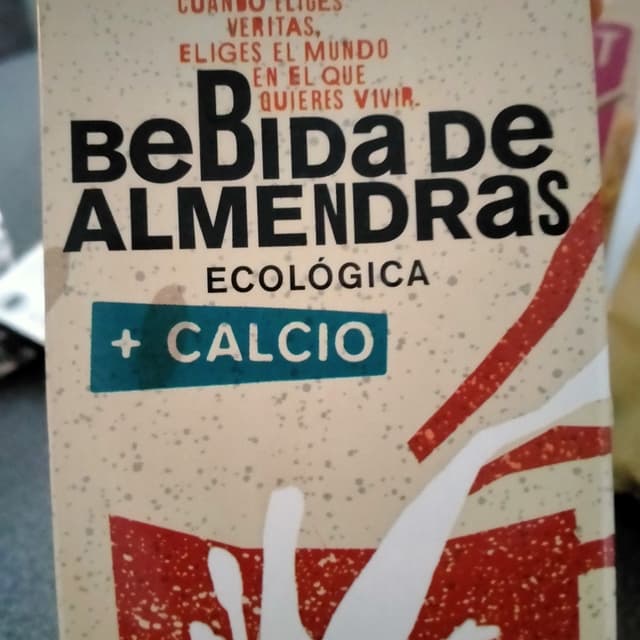 CUANDO ELIGES
VERITAS,
ELIGES EL MUNDO
EN EL QUE
QUIERES VIVIR.
BeBIDa De
ALMENDRas
ECOLÓGICA
+ CALCIO
T